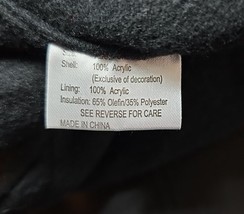 Shell: 100% Acrylic
(Exclusive of decoration)
Lining: 100% Acrylic
Insulation: 65% Olefin/35% Polyester
SEE REVERSE FOR CARE
MADE IN CHINA